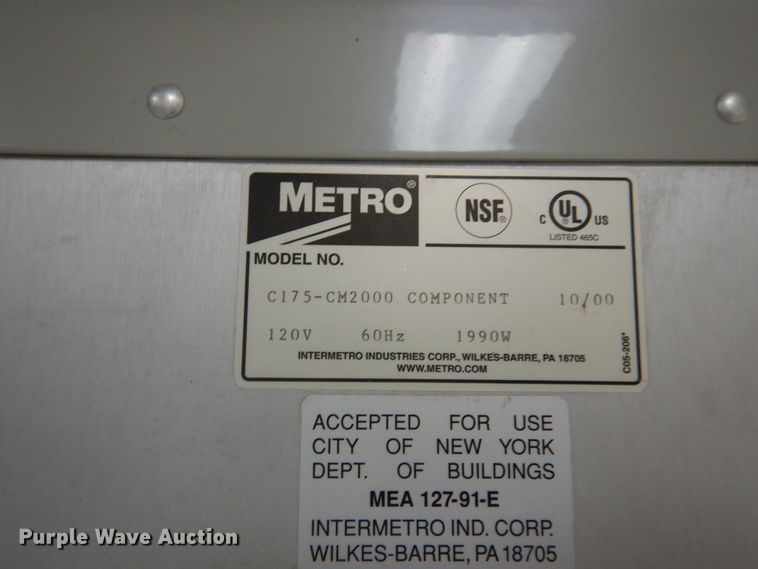 METRO®
NSF®
C UL® US
LISTED 465C
MODEL NO.
C175-CM2000 COMPONENT 10/00
120V 60Hz 1990W
INTERMETRO INDUSTRIES CORP., WILKES-BARRE, PA 18705
WWW.METRO.COM
C05-206*
ACCEPTED FOR USE
CITY OF NEW YORK
DEPT. OF BUILDINGS
MEA 127-91-E
INTERMETRO IND. CORP.
WILKES-BARRE, PA 18705
Purple Wave Auction